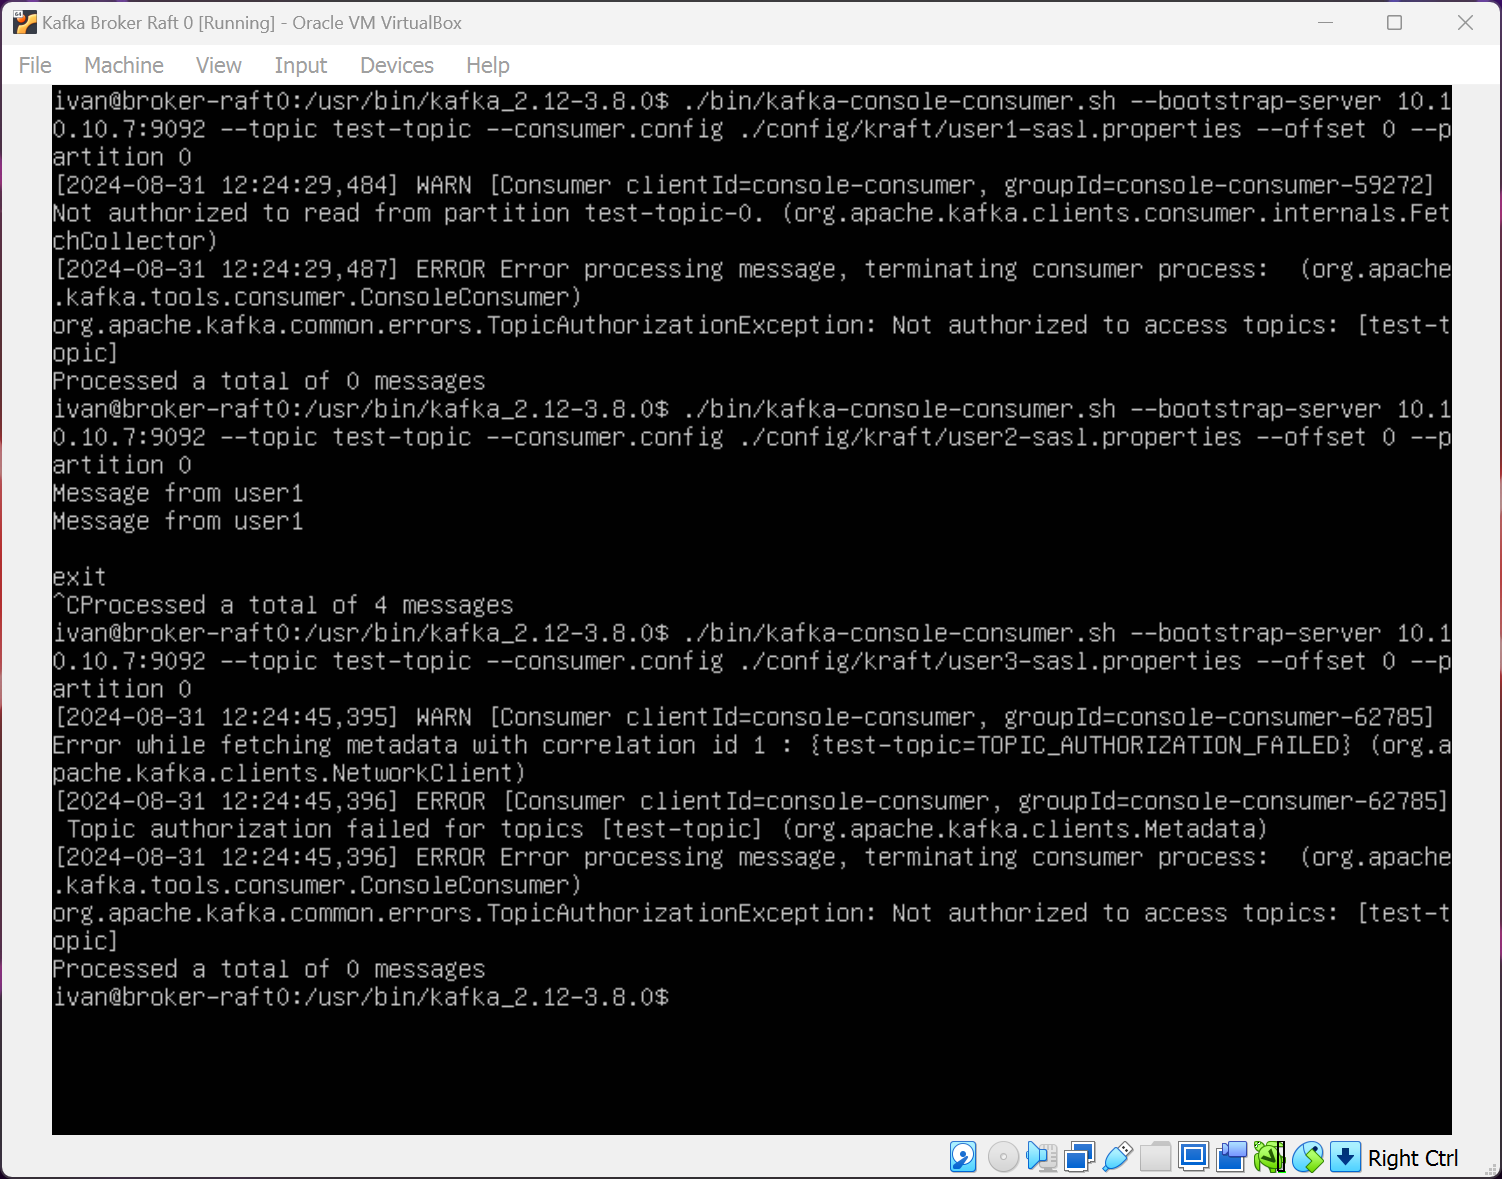 Kafka Broker Raft 0 [Running] - Oracle VM VirtualBox
File Machine View Input Devices Help
ivan@broker-raft0:/usr/bin/kafka_2.12-3.8.0$ ./bin/kafka-console-consumer.sh --bootstrap-server 10.1
0.10.7:9092 --topic test-topic --consumer.config ./config/kraft/user1-sasl.properties --offset 0 --p
artition 0
[2024-08-31 12:24:29,484] WARN [Consumer clientId=console-consumer, groupId=console-consumer-59272]
Not authorized to read from partition test-topic-0. (org.apache.kafka.clients.consumer.internals.Fet
chCollector)
[2024-08-31 12:24:29,487] ERROR Error processing message, terminating consumer process:  (org.apache
.kafka.tools.consumer.ConsoleConsumer)
org.apache.kafka.common.errors.TopicAuthorizationException: Not authorized to access topics: [test-t
opic]
Processed a total of 0 messages
ivan@broker-raft0:/usr/bin/kafka_2.12-3.8.0$ ./bin/kafka-console-consumer.sh --bootstrap-server 10.1
0.10.7:9092 --topic test-topic --consumer.config ./config/kraft/user2-sasl.properties --offset 0 --p
artition 0
Message from user1
Message from user1
exit
^CProcessed a total of 4 messages
ivan@broker-raft0:/usr/bin/kafka_2.12-3.8.0$ ./bin/kafka-console-consumer.sh --bootstrap-server 10.1
0.10.7:9092 --topic test-topic --consumer.config ./config/kraft/user3-sasl.properties --offset 0 --p
artition 0
[2024-08-31 12:24:45,395] WARN [Consumer clientId=console-consumer, groupId=console-consumer-62785]
Error while fetching metadata with correlation id 1 : {test-topic=TOPIC_AUTHORIZATION_FAILED} (org.a
pache.kafka.clients.NetworkClient)
[2024-08-31 12:24:45,396] ERROR [Consumer clientId=console-consumer, groupId=console-consumer-62785]
 Topic authorization failed for topics [test-topic] (org.apache.kafka.clients.Metadata)
[2024-08-31 12:24:45,396] ERROR Error processing message, terminating consumer process:  (org.apache
.kafka.tools.consumer.ConsoleConsumer)
org.apache.kafka.common.errors.TopicAuthorizationException: Not authorized to access topics: [test-t
opic]
Processed a total of 0 messages
ivan@broker-raft0:/usr/bin/kafka_2.12-3.8.0$
Right Ctrl